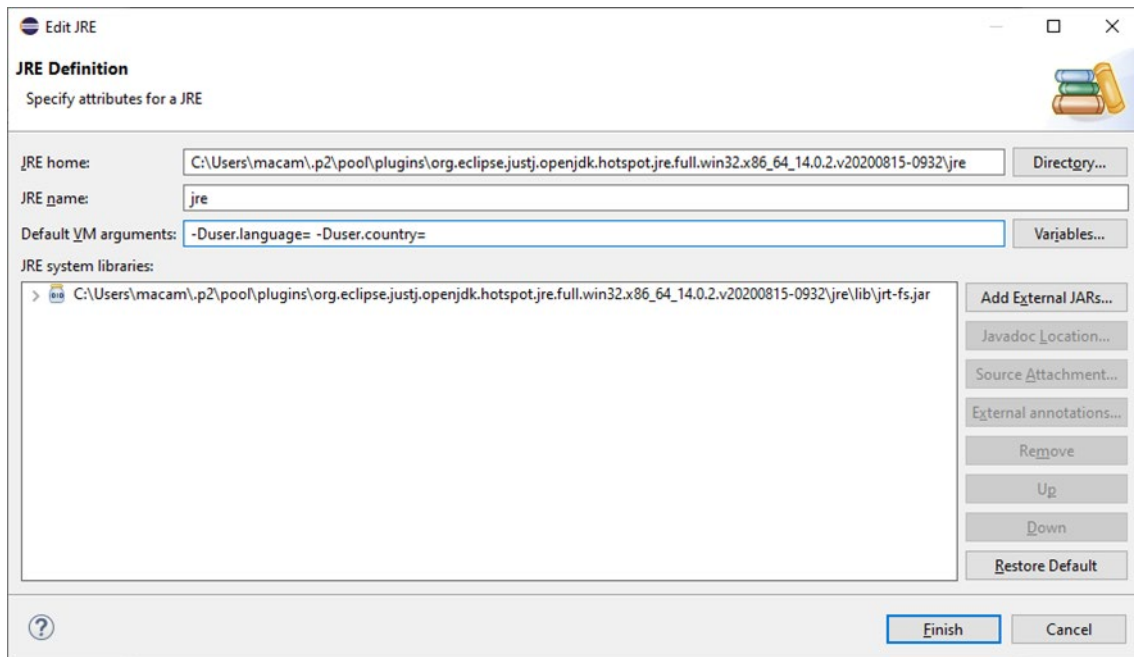 Edit JRE
JRE Definition
Specify attributes for a JRE
JRE home: C:\Users\macam\.p2\pool\plugins\org.eclipse.justj.openjdk.hotspot.jre.full.win32.x86_64_14.0.2.v20200815-0932\jre Directory...
JRE name: jre
Default VM arguments: -Duser.language= -Duser.country= Variables...
JRE system libraries:
C:\Users\macam\.p2\pool\plugins\org.eclipse.justj.openjdk.hotspot.jre.full.win32.x86_64_14.0.2.v20200815-0932\jre\lib\jrt-fs.jar
Add External JARs...
Javadoc Location...
Source Attachment...
External annotations...
Remove
Up
Down
Restore Default
? Finish Cancel